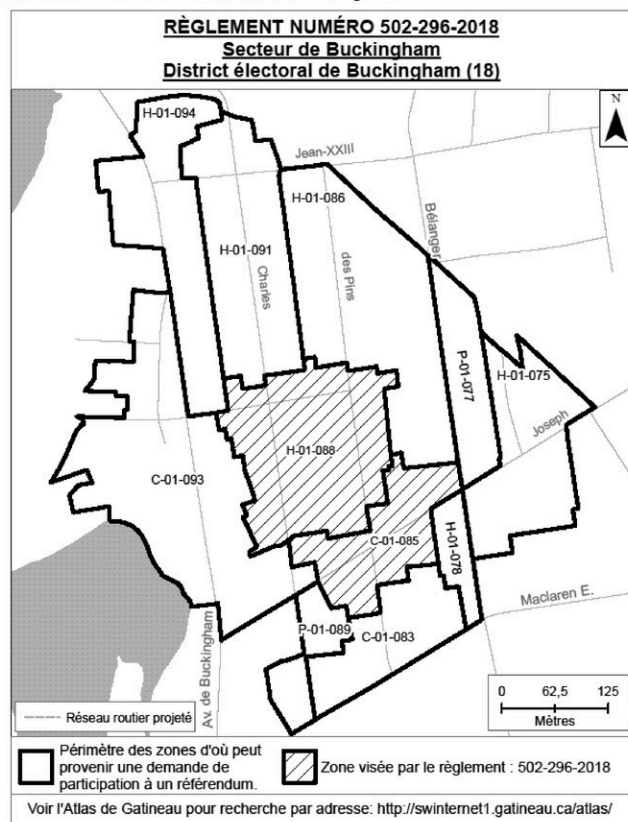 RÈGLEMENT NUMÉRO 502-296-2018
Secteur de Buckingham
District électoral de Buckingham (18)
N
H-01-094
Jean-XXIII
H-01-086
Bélanger
H-01-091
Charles
des Pins
P-01-077
H-01-075
Joseph
H-01-088
C-01-093
C-01-085
H-01-078
Maclaren E.
P-01-089
C-01-083
Av. de Buckingham
0 62,5 125
Mètres
Réseau routier projeté
Périmètre des zones d'où peut
provenir une demande de
participation à un référendum.
Zone visée par le règlement : 502-296-2018
Voir l'Atlas de Gatineau pour recherche par adresse: http://swinternet1.gatineau.ca/atlas/